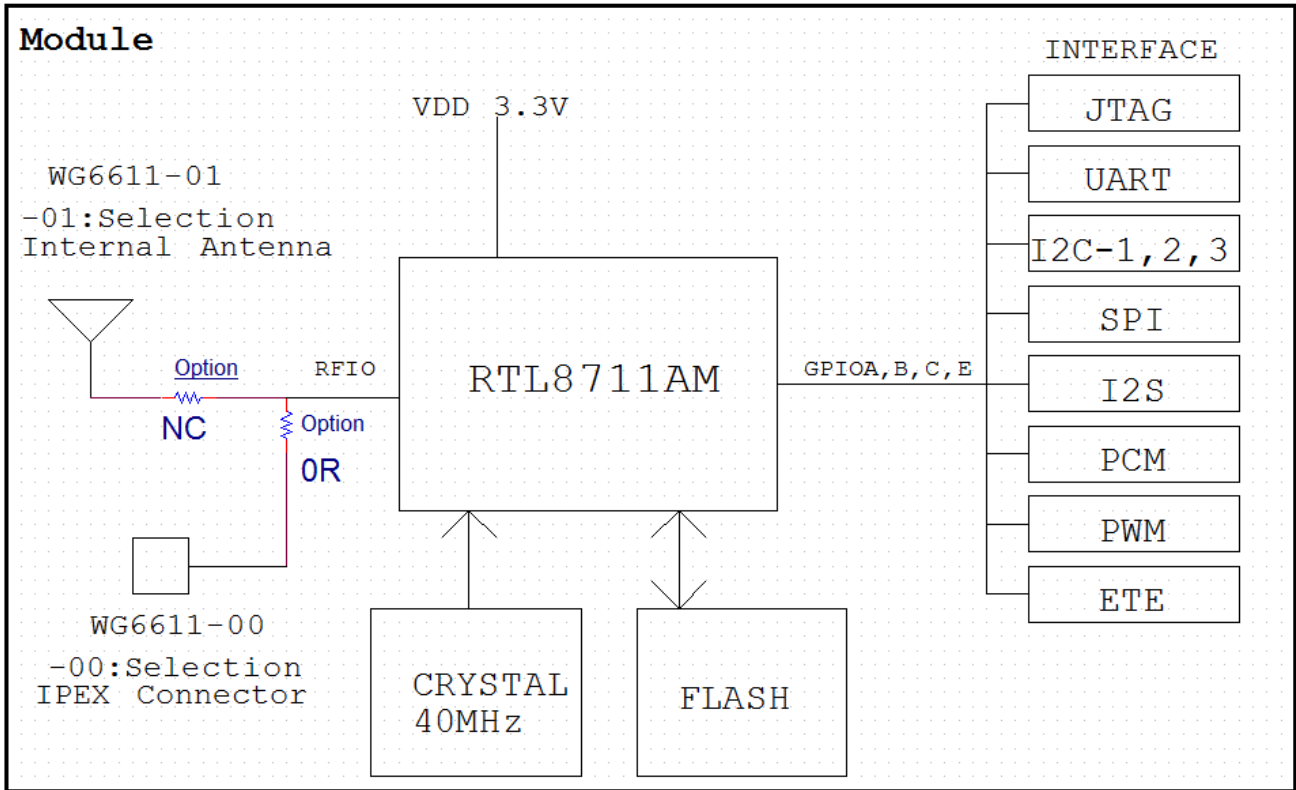 Module
INTERFACE
VDD 3.3V
JTAG
WG6611-01
UART
-01:Selection
Internal Antenna
I2C-1,2,3
SPI
Option
RFIO
RTL8711AM
GPIOA,B,C,E
I2S
NC
Option
0R
PCM
PWM
ETE
WG6611-00
-00:Selection
IPEX Connector
CRYSTAL
40MHz
FLASH